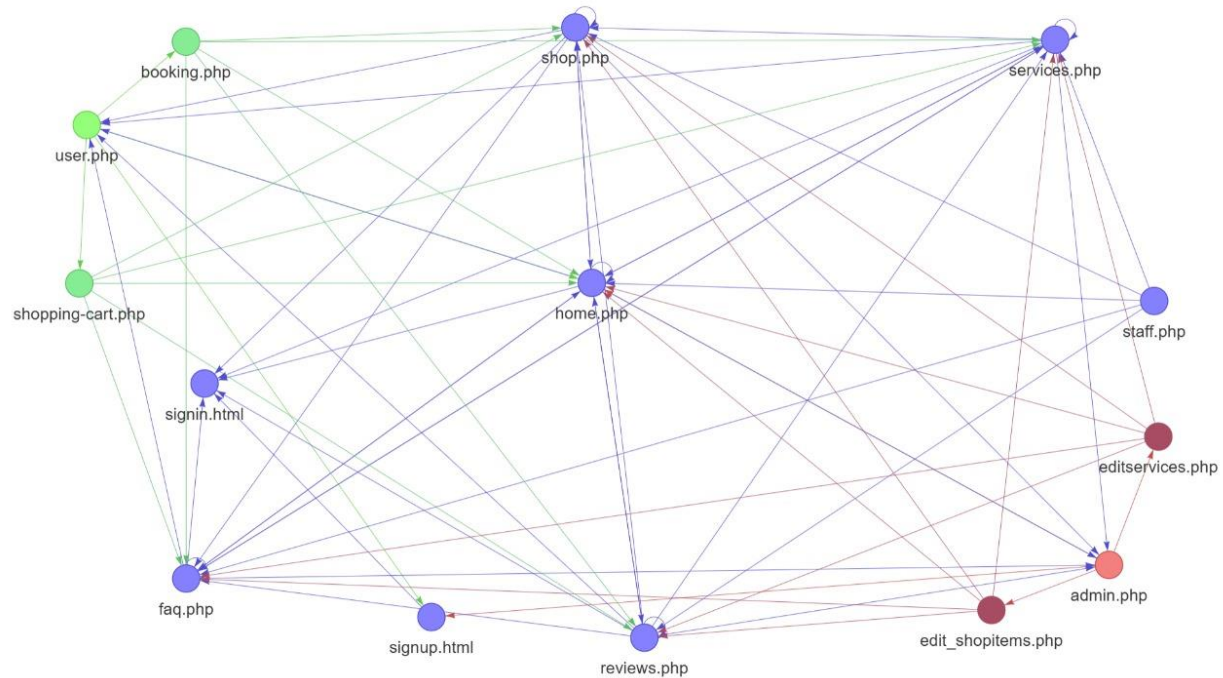 booking.php
shop.php
services.php
user.php
shopping-cart.php
home.php
staff.php
signin.html
editservices.php
faq.php
signup.html
reviews.php
edit_shopitems.php
admin.php